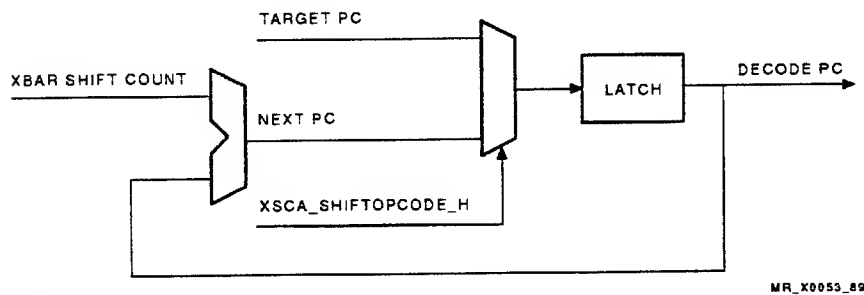 TARGET PC
XBAR SHIFT COUNT
LATCH
DECODE PC
NEXT PC
XSCA_SHIFTOPCODE_H
MR_X0053_89